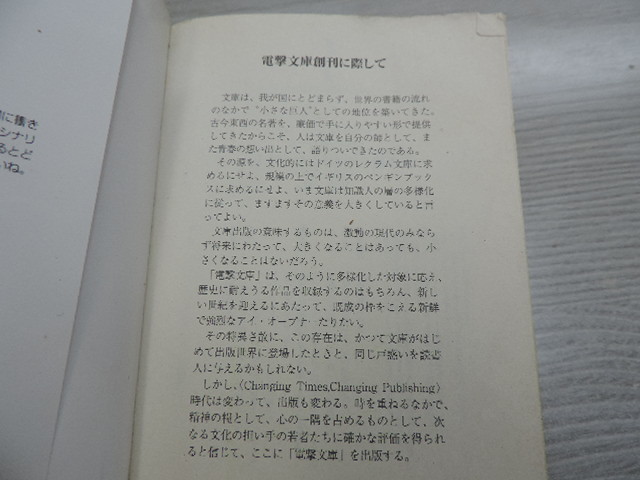 電撃文庫創刊に際して
文庫は、我が国にとどまらず、世界の書籍の流れ
のなかで“小さな巨人”としての地位を築いてきた。
古今東西の名著を、廉価で手に入りやすい形で提供
してきたからこそ、人は文庫を自分の師として、ま
た青春の想い出として、語りついできたのである。
その源を、文化的にはドイツのレクラム文庫に求
めるにせよ、規模の上でイギリスのペンギンブック
スに求めるにせよ、いま文庫は知識人の層の多様化
に従って、ますますその意義を大きくしていると言
ってよい。
文庫出版の意味するものは、激動の現代のみなら
ず将来にわたって、大きくなることはあっても、小
さくなることはないだろう。
「電撃文庫」は、そのように多様化した対象に応え、
歴史に耐えうる作品を収録するのはもちろん、新し
い世紀を迎えるにあたって、既成の枠をこえる新鮮
で強烈なアイ・オープナーたりたい。
その特異さ故に、この存在は、かつて文庫がはじ
めて出版世界に登場したときと、同じ戸惑いを読書
人に与えるかもしれない。
しかし、〈Changing Times,Changing Publishing〉
時代は変わって、出版も変わる。時を重ねるなかで、
精神の糧として、心の一隅を占めるものとして、次
なる文化の担い手の若者たちに確かな評価を得られ
ると信じて、ここに「電撃文庫」を出版する。
に書き
シナリ
るとど
いね。